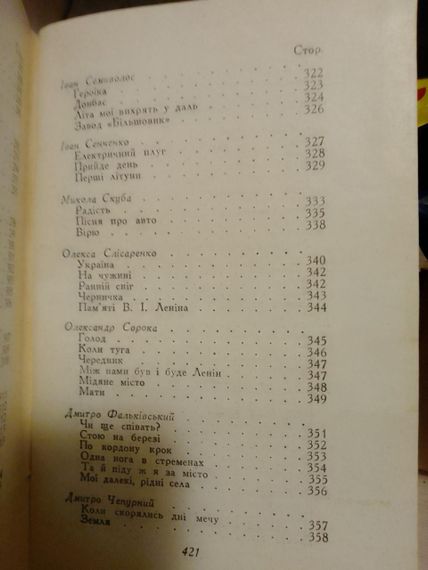 Стор.
Іван Семиволос
Героїка . . . . . . . . . . 322
Донбас . . . . . . . . . . 323
Літа мої вихрять у даль . . . . . 324
Завод «Більшовик» . . . . . . . 326
Іван Сенченко
Електричний плуг . . . . . . . 327
Прийде день . . . . . . . . . 328
Перші літуни . . . . . . . . . 329
Микола Скуба
Радість . . . . . . . . . . 333
Пісня про авто . . . . . . . . 335
Вірю . . . . . . . . . . . 338
Олекса Слісаренко
Україна . . . . . . . . . . 340
На чужині . . . . . . . . . 342
Ранній сніг . . . . . . . . . 342
Черничка . . . . . . . . . . 343
Пам'яті В. І. Леніна . . . . . . 344
Олександр Сорока
Голод . . . . . . . . . . . 345
Коли туга . . . . . . . . . . 346
Чередник . . . . . . . . . . 347
Між нами був і буде Ленін . . . . 347
Мідяне місто . . . . . . . . . 348
Мати . . . . . . . . . . . 349
Дмитро Фальківський
Чи ще співать? . . . . . . . . 351
Стою на березі . . . . . . . . 352
По кордону крок . . . . . . . . 353
Одна нога в стременах . . . . . . 354
Та й піду ж я за місто . . . . . . 355
Мої далекі, рідні села . . . . . . 356
Дмитро Чепурний
Коли скорялись дні мечу . . . . . 357
Земля . . . . . . . . . . . 358
421